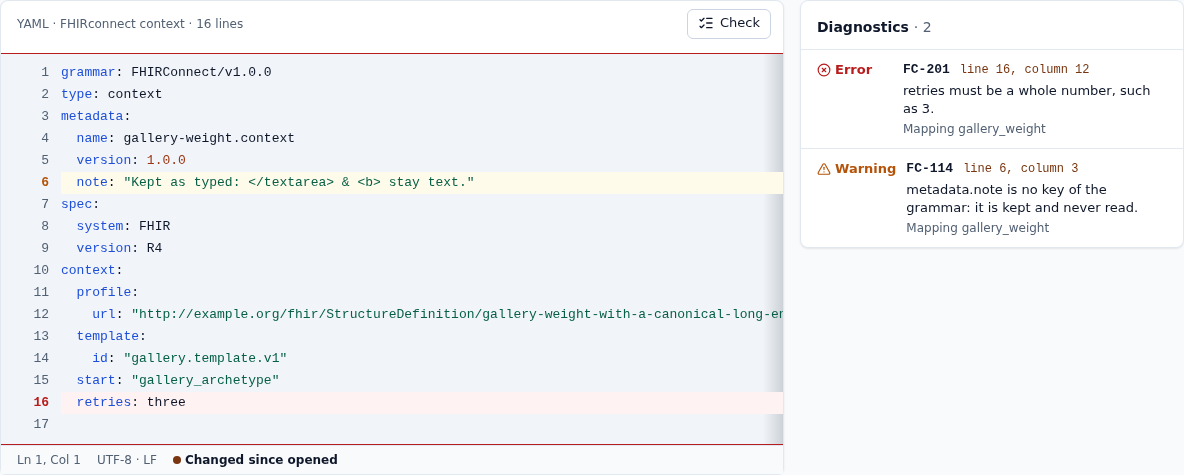 YAML · FHIRconnect context · 16 lines
Check
1 grammar: FHIRConnect/v1.0.0
2 type: context
3 metadata:
4 name: gallery-weight.context
5 version: 1.0.0
6 note: "Kept as typed: </textarea> & <b> stay text."
7 spec:
8 system: FHIR
9 version: R4
10 context:
11 profile:
12 url: "http://example.org/fhir/StructureDefinition/gallery-weight-with-a-canonical-long-en
13 template:
14 id: "gallery.template.v1"
15 start: "gallery_archetype"
16 retries: three
17
Ln 1, Col 1 UTF-8 · LF Changed since opened
Diagnostics · 2
Error FC-201 line 16, column 12
retries must be a whole number, such
as 3.
Mapping gallery_weight
Warning FC-114 line 6, column 3
metadata.note is no key of the
grammar: it is kept and never read.
Mapping gallery_weight